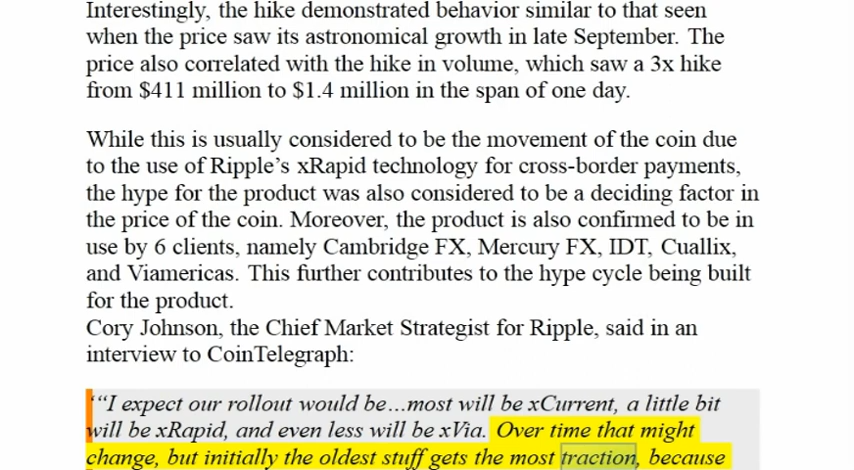 Interestingly, the hike demonstrated behavior similar to that seen
when the price saw its astronomical growth in late September. The
price also correlated with the hike in volume, which saw a 3x hike
from $411 million to $1.4 million in the span of one day.
While this is usually considered to be the movement of the coin due
to the use of Ripple’s xRapid technology for cross-border payments,
the hype for the product was also considered to be a deciding factor in
the price of the coin. Moreover, the product is also confirmed to be in
use by 6 clients, namely Cambridge FX, Mercury FX, IDT, Cuallix,
and Viamericas. This further contributes to the hype cycle being built
for the product.
Cory Johnson, the Chief Market Strategist for Ripple, said in an
interview to CoinTelegraph:
‘“I expect our rollout would be…most will be xCurrent, a little bit
will be xRapid, and even less will be xVia. Over time that might
change, but initially the oldest stuff gets the most traction, because